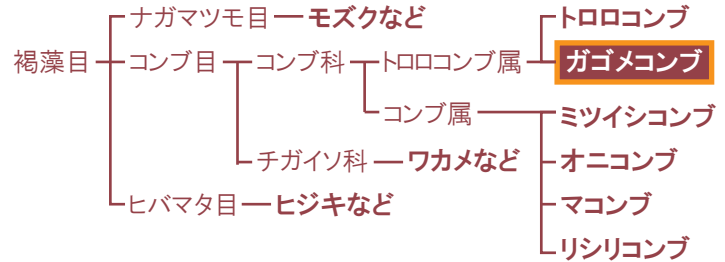 ナガマツモ目 モズクなど トロロコンブ
褐藻目 コンブ目 コンブ科 トロロコンブ属 ガゴメコンブ
コンブ属 ミツイシコンブ
チガイソ科 ワカメなど オニコンブ
ヒバマタ目 ヒジキなど マコンブ
リシリコンブ